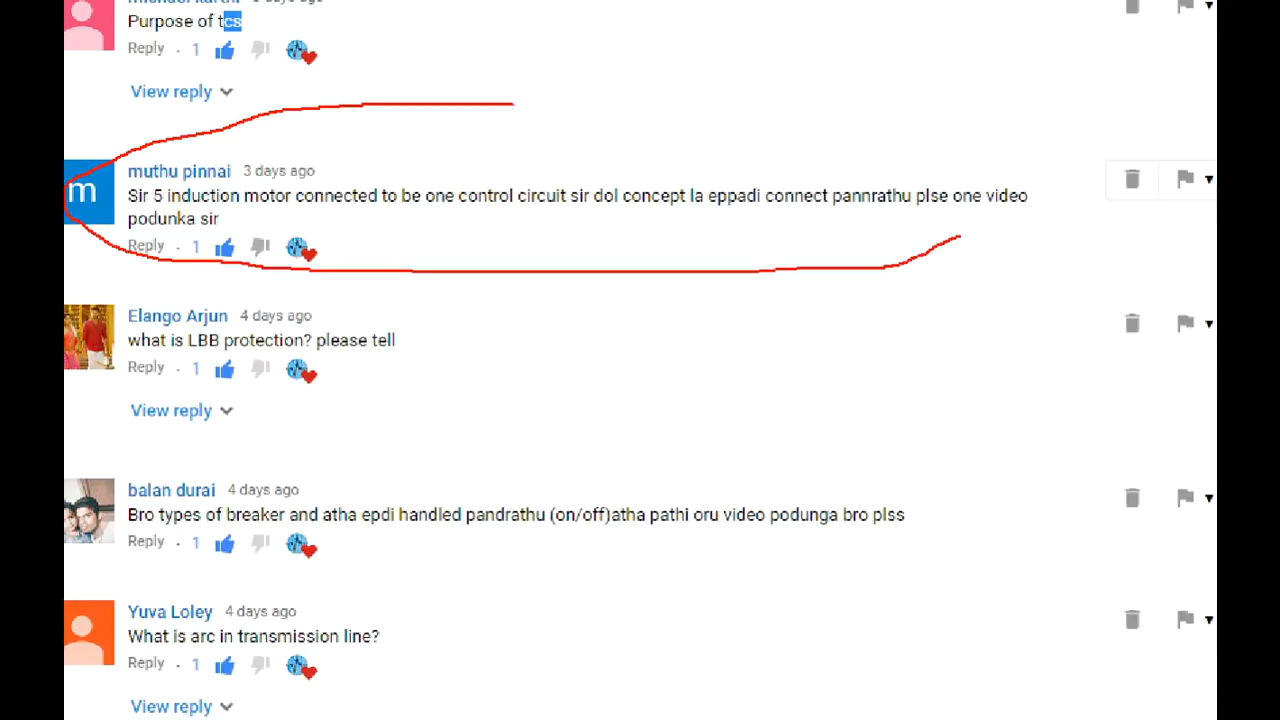 Purpose of tcs
Reply · 1
View reply
m
muthu pinnai 3 days ago
Sir 5 induction motor connected to be one control circuit sir dol concept la eppadi connect pannrathu plse one video
podunka sir
Reply · 1
Elango Arjun 4 days ago
what is LBB protection? please tell
Reply · 1
View reply
balan durai 4 days ago
Bro types of breaker and atha epdi handled pandrathu (on/off)atha pathi oru video podunga bro plss
Reply · 1
Yuva Loley 4 days ago
What is arc in transmission line?
Reply · 1
View reply